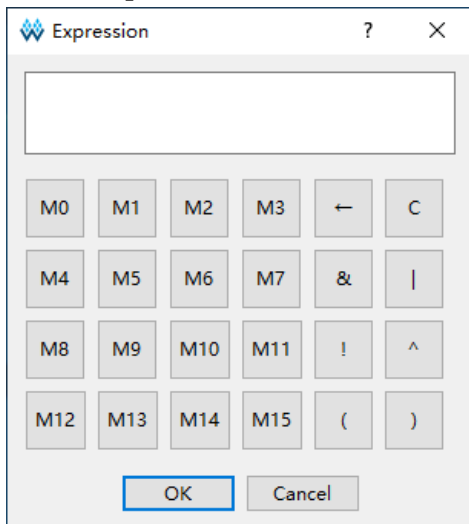 Expression ? ×
M0 M1 M2 M3 ← C
M4 M5 M6 M7 & |
M8 M9 M10 M11 ! ^
M12 M13 M14 M15 ( )
OK Cancel